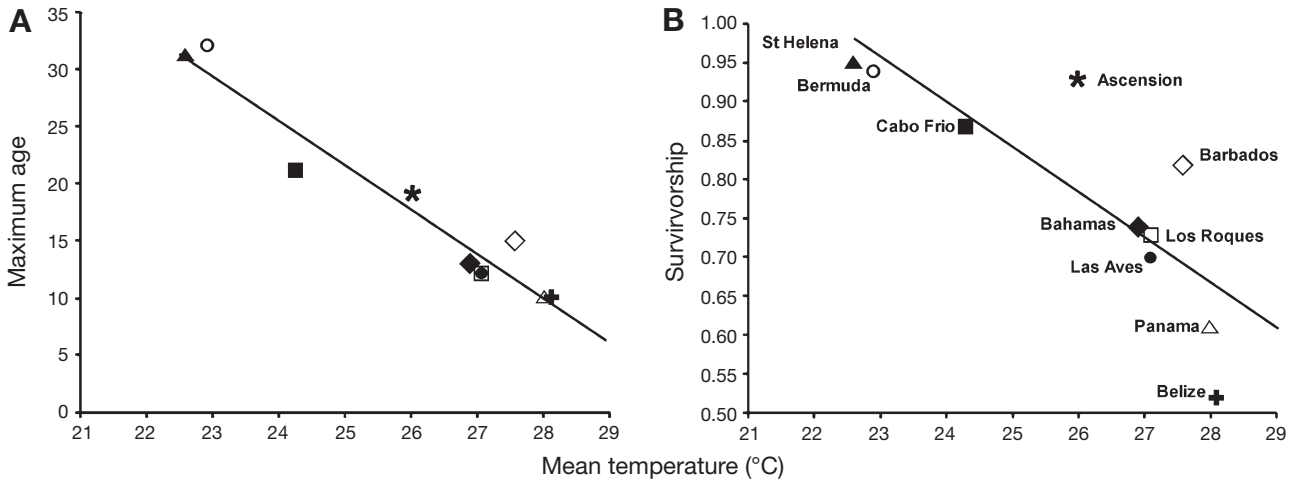 A
Maximum age
35
30
25
20
15
10
5
0
21 22 23 24 25 26 27 28 29
B
Survirvorship
1.00
0.95
0.90
0.85
0.80
0.75
0.70
0.65
0.60
0.55
0.50
St Helena
Bermuda
Ascension
Cabo Frio
Barbados
Bahamas
Los Roques
Las Aves
Panama
Belize
21 22 23 24 25 26 27 28 29
Mean temperature (°C)